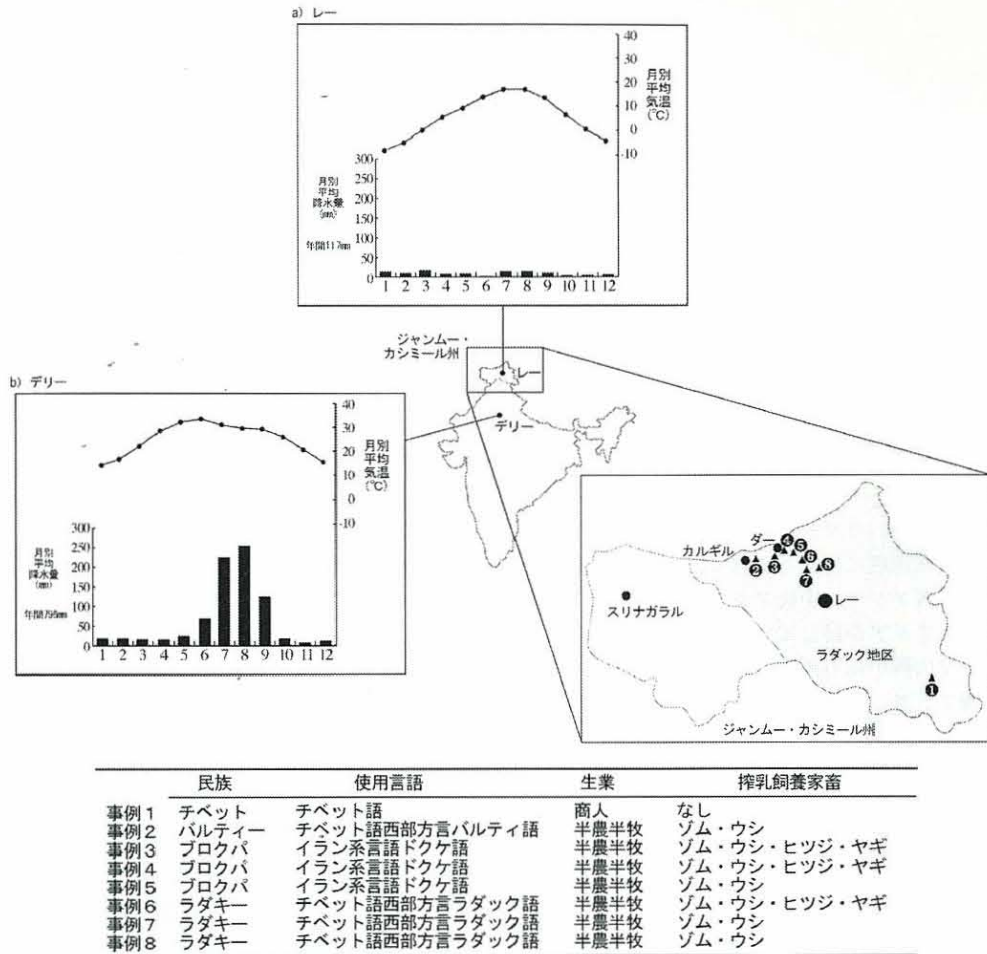 a) レー
40
30
20
10
0
-10
月別
平均
気温
(℃)
300
250
200
150
100
50
0
月別
平均
降水量
(mm)
年間117mm
1 2 3 4 5 6 7 8 9 10 11 12
ジャンムー・
カシミール州
レー
デリー
b) デリー
40
30
20
10
0
-10
月別
平均
気温
(℃)
300
250
200
150
100
50
0
月別
平均
降水量
(mm)
年間796mm
1 2 3 4 5 6 7 8 9 10 11 12
カルギル
ダー
❹
❺
❻
❷
❸
❽
❼
レー
スリナガラル
ラダック地区
❶
ジャンムー・カシミール州
民族 使用言語 生業 搾乳飼養家畜
事例1 チベット チベット語 商人 なし
事例2 バルティー チベット語西部方言バルティ語 半農半牧 ゾム・ウシ
事例3 ブロクパ イラン系言語ドクケ語 半農半牧 ゾム・ウシ・ヒツジ・ヤギ
事例4 ブロクパ イラン系言語ドクケ語 半農半牧 ゾム・ウシ・ヒツジ・ヤギ
事例5 ブロクパ イラン系言語ドクケ語 半農半牧 ゾム・ウシ
事例6 ラダキー チベット語西部方言ラダック語 半農半牧 ゾム・ウシ・ヒツジ・ヤギ
事例7 ラダキー チベット語西部方言ラダック語 半農半牧 ゾム・ウシ
事例8 ラダキー チベット語西部方言ラダック語 半農半牧 ゾム・ウシ